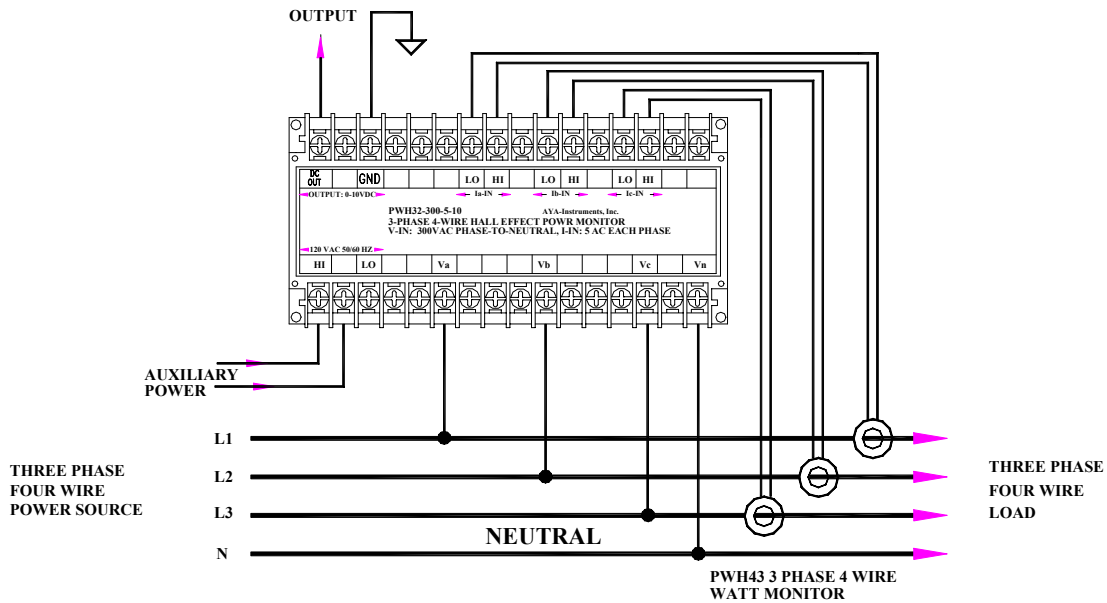 OUTPUT
DC
OUT
GND
LO HI
LO HI
LO HI
OUTPUT: 0-10VDC
Ia-IN
Ib-IN
Ic-IN
PWH32-300-5-10
AYA-Instruments, Inc.
3-PHASE 4-WIRE HALL EFFECT POWR MONITOR
V-IN: 300VAC PHASE-TO-NEUTRAL, I-IN: 5 AC EACH PHASE
120 VAC 50/60 HZ
HI LO Va Vb Vc Vn
AUXILIARY
POWER
L1
L2
L3
N
THREE PHASE
FOUR WIRE
POWER SOURCE
NEUTRAL
THREE PHASE
FOUR WIRE
LOAD
PWH43 3 PHASE 4 WIRE
WATT MONITOR